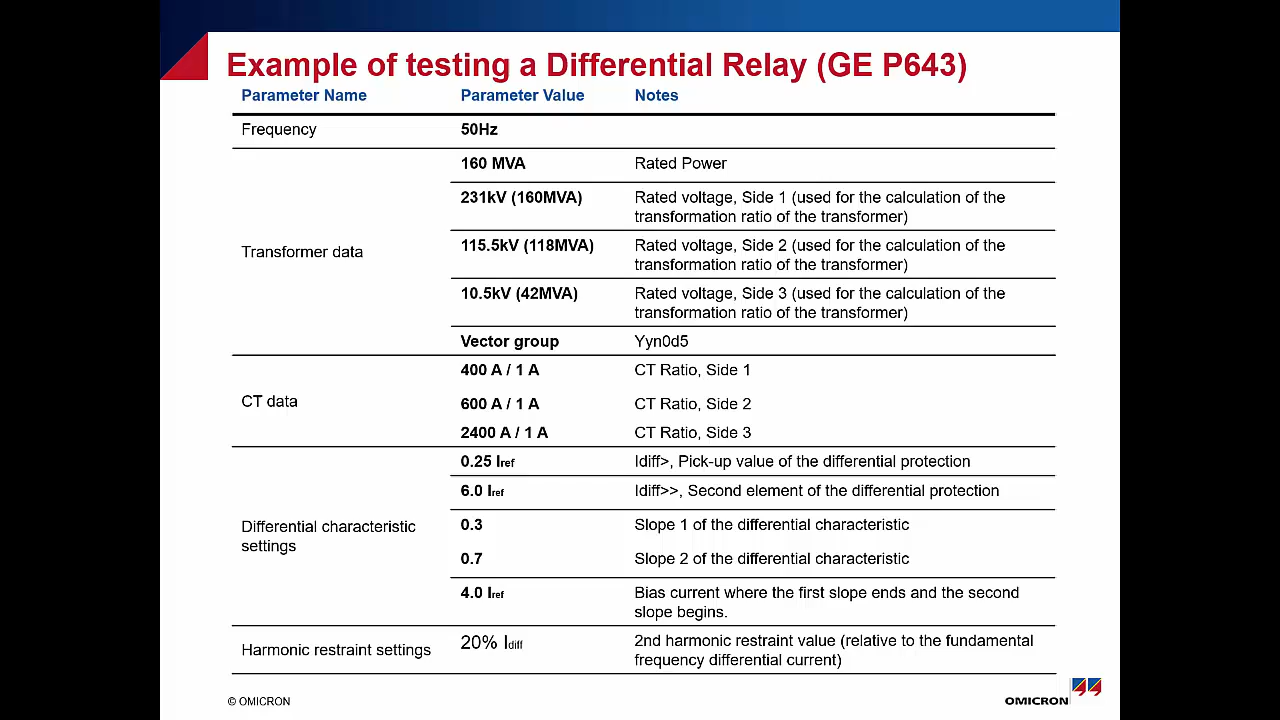 Example of testing a Differential Relay (GE P643)
Parameter Name Parameter Value Notes
Frequency 50Hz
Transformer data
160 MVA Rated Power
231kV (160MVA) Rated voltage, Side 1 (used for the calculation of the
transformation ratio of the transformer)
115.5kV (118MVA) Rated voltage, Side 2 (used for the calculation of the
transformation ratio of the transformer)
10.5kV (42MVA) Rated voltage, Side 3 (used for the calculation of the
transformation ratio of the transformer)
Vector group Yyn0d5
CT data
400 A / 1 A CT Ratio, Side 1
600 A / 1 A CT Ratio, Side 2
2400 A / 1 A CT Ratio, Side 3
Differential characteristic
settings
0.25 Iref Idiff>, Pick-up value of the differential protection
6.0 Iref Idiff>>, Second element of the differential protection
0.3 Slope 1 of the differential characteristic
0.7 Slope 2 of the differential characteristic
4.0 Iref Bias current where the first slope ends and the second
slope begins.
Harmonic restraint settings
20% Idiff 2nd harmonic restraint value (relative to the fundamental
frequency differential current)
© OMICRON
OMICRON